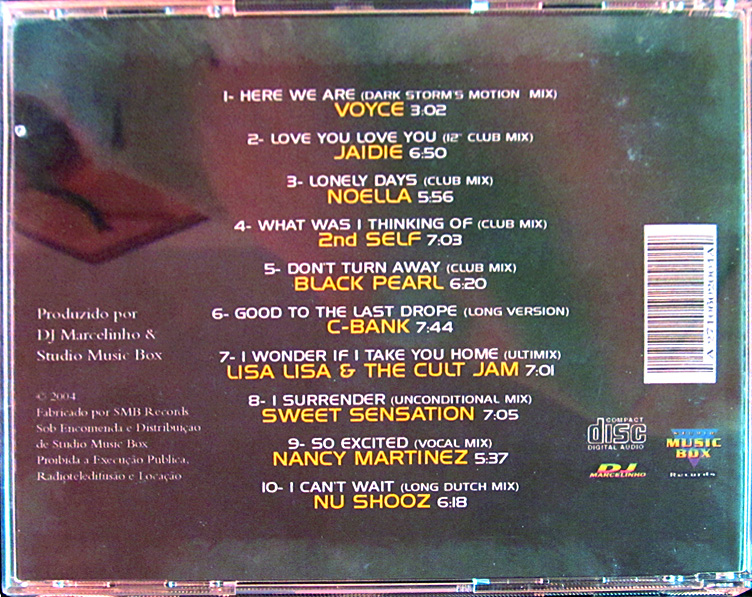 1- HERE WE ARE (DARK STORM'S MOTION MIX)
VOYCE 3:02
2- LOVE YOU LOVE YOU (12" CLUB MIX)
JAIDIE 6:50
3- LONELY DAYS (CLUB MIX)
NOELLA 5:56
4- WHAT WAS I THINKING OF (CLUB MIX)
2nd SELF 7:03
5- DON'T TURN AWAY (CLUB MIX)
BLACK PEARL 6:20
6- GOOD TO THE LAST DROPE (LONG VERSION)
C-BANK 7:44
7- I WONDER IF I TAKE YOU HOME (ULTIMIX)
LISA LISA & THE CULT JAM 7:01
8- I SURRENDER (UNCONDITIONAL MIX)
SWEET SENSATION 7:05
9- SO EXCITED (VOCAL MIX)
NANCY MARTINEZ 5:37
10- I CAN'T WAIT (LONG DUTCH MIX)
NU SHOOZ 6:18
Produzido por
DJ Marcelinho &
Studio Music Box
© 2004
Fabricado por SMB Records
Sob Encomenda e Distribuição
de Studio Music Box
Proibida a Execução Publica,
Radioteledifusão e Locação
COMPACT
disc
DIGITAL AUDIO
DJ
MARCELINHO
STUDIO
MUSIC
BOX
Records